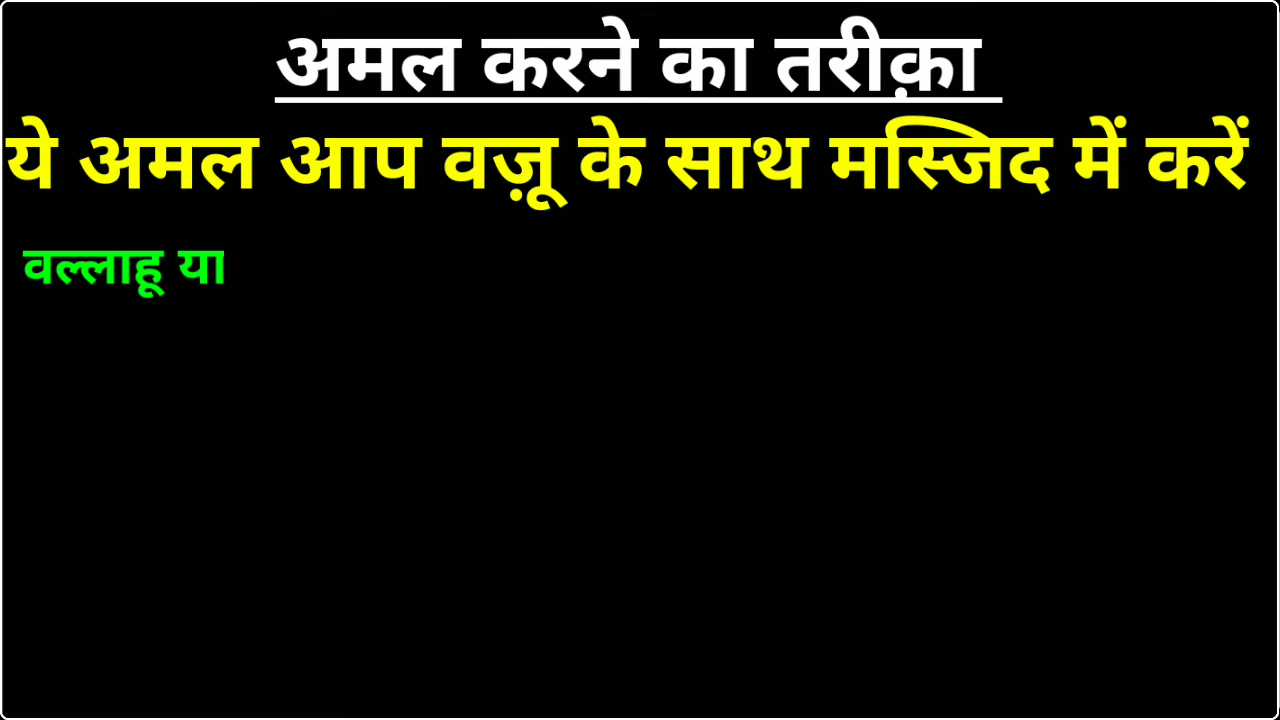 अमल करने का तरीक़ा
ये अमल आप वज़ू के साथ मस्जिद में करें
वल्लाहू या